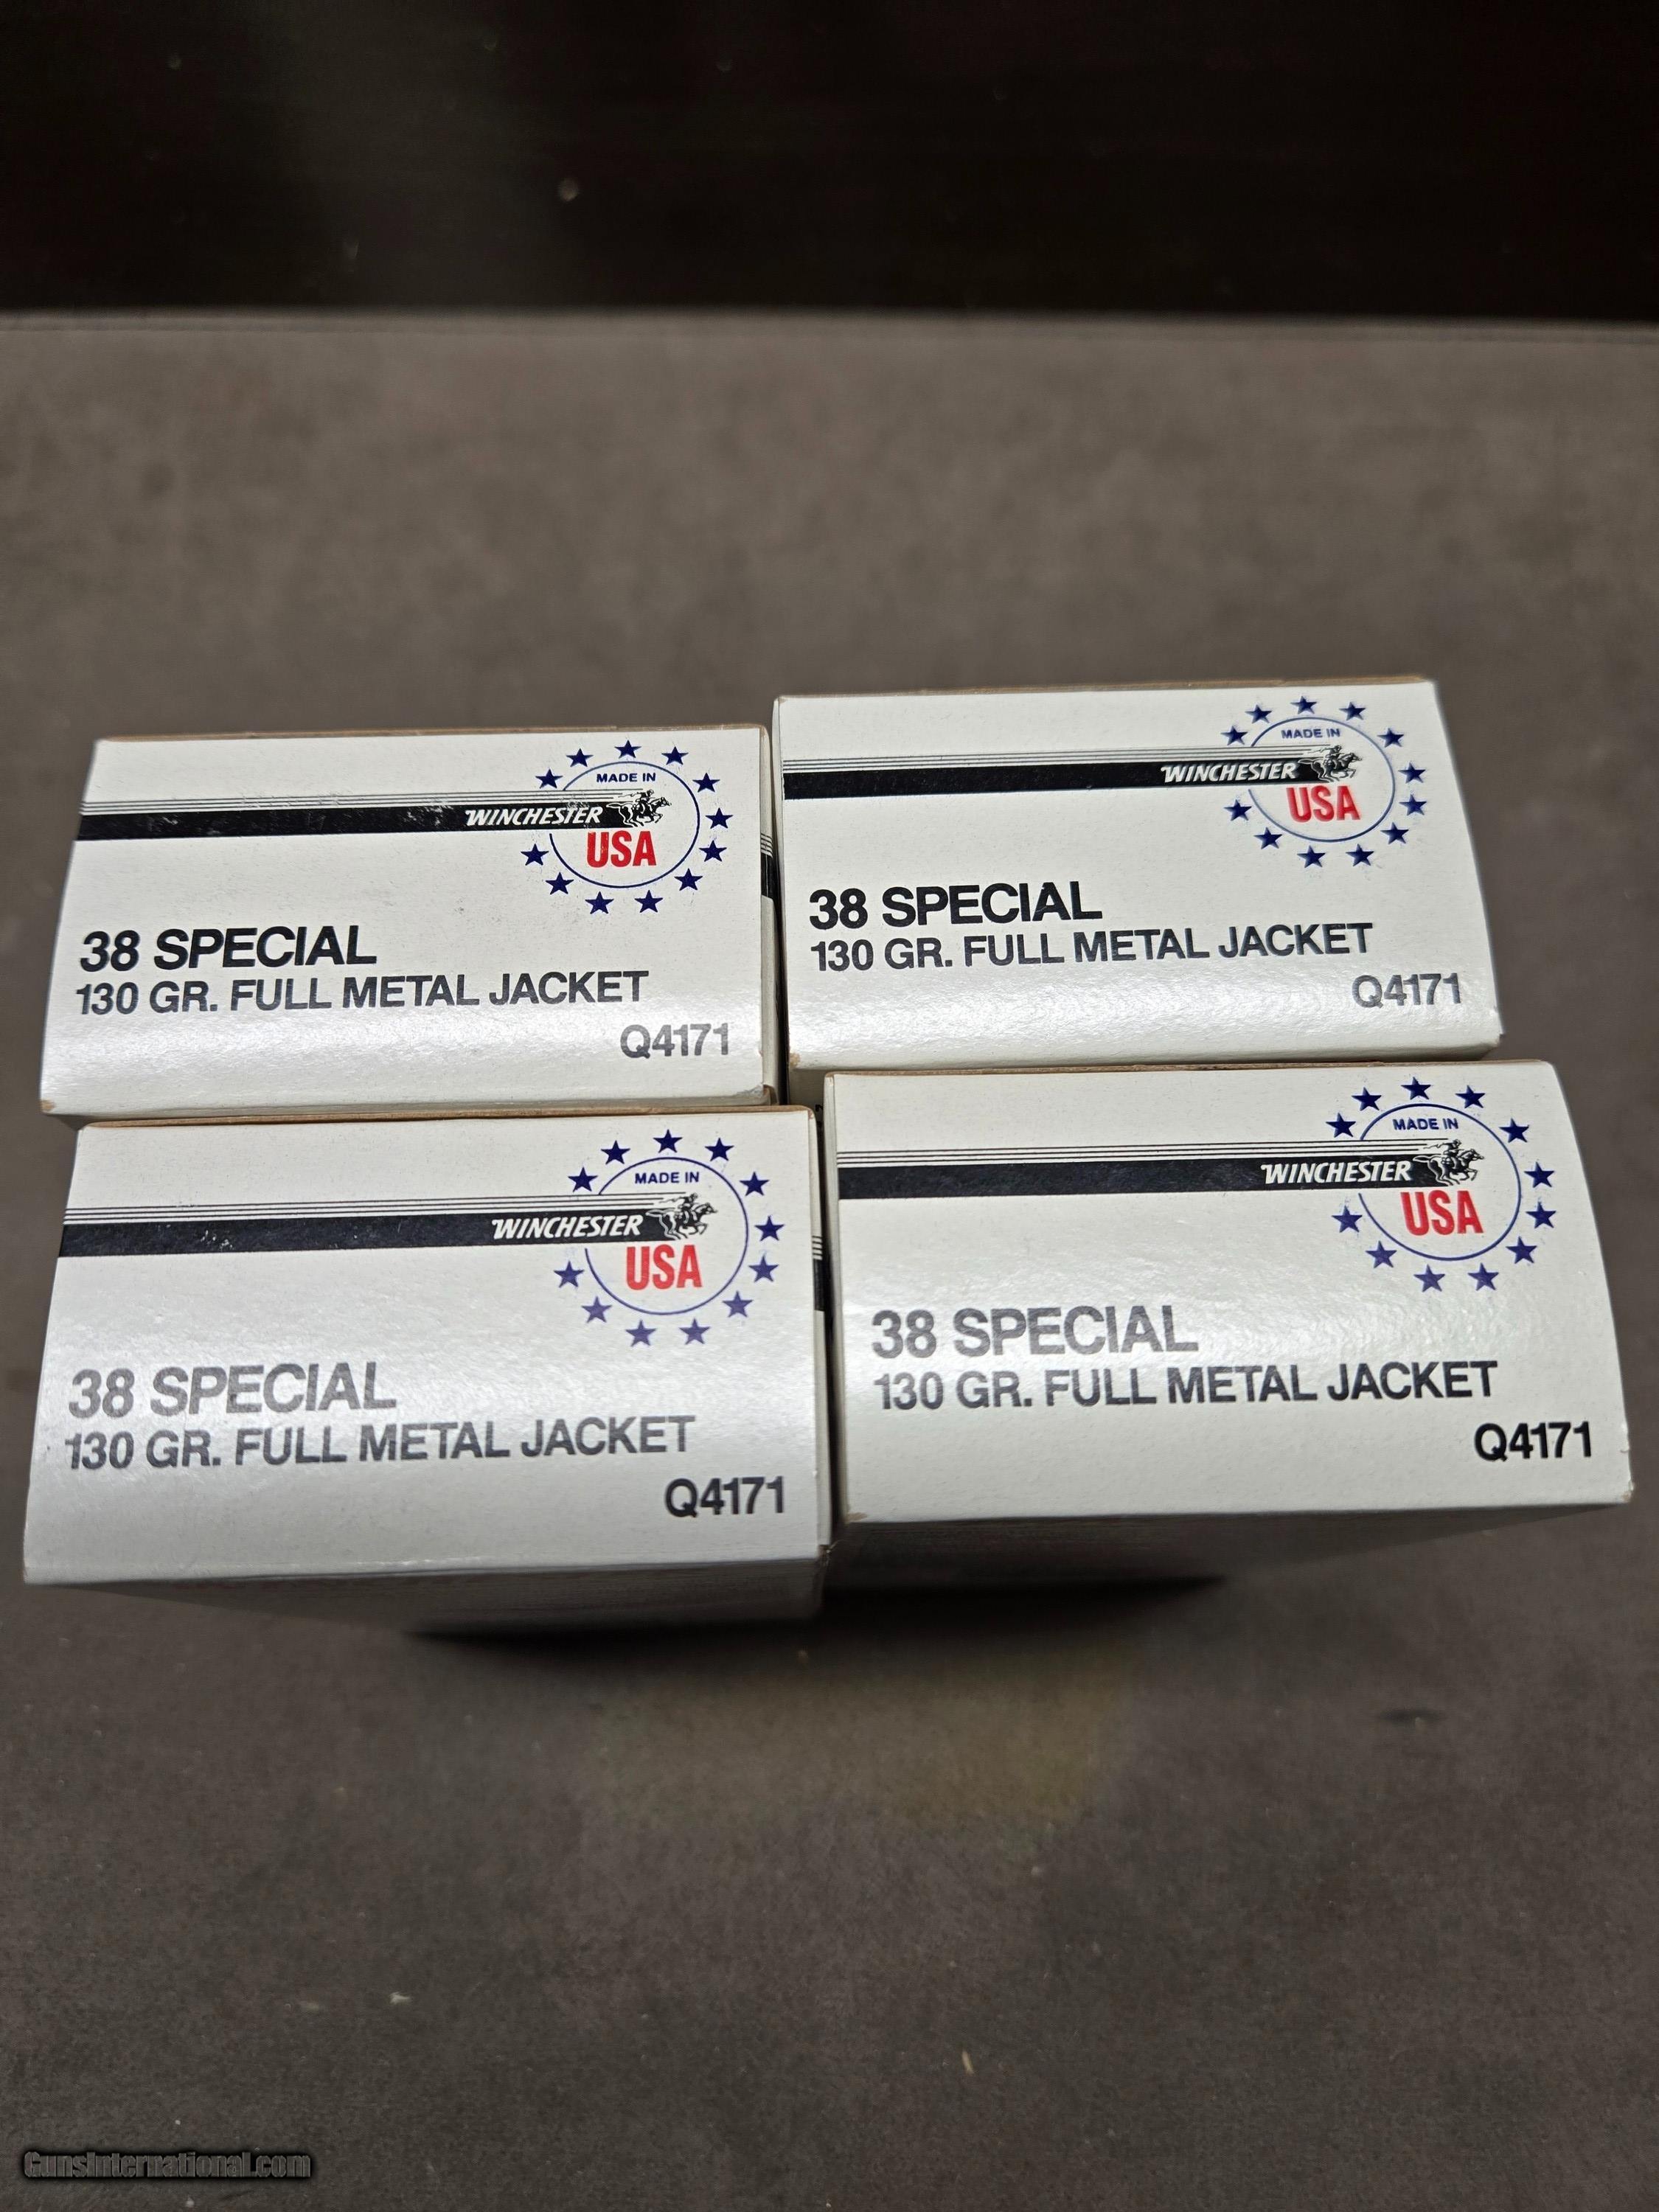 MADE IN
WINCHESTER
USA
38 SPECIAL
130 GR. FULL METAL JACKET
Q4171
MADE IN
WINCHESTER
USA
38 SPECIAL
130 GR. FULL METAL JACKET
Q4171
MADE IN
WINCHESTER
USA
38 SPECIAL
130 GR. FULL METAL JACKET
Q4171
MADE IN
WINCHESTER
USA
38 SPECIAL
130 GR. FULL METAL JACKET
Q4171
GunsInternational.com